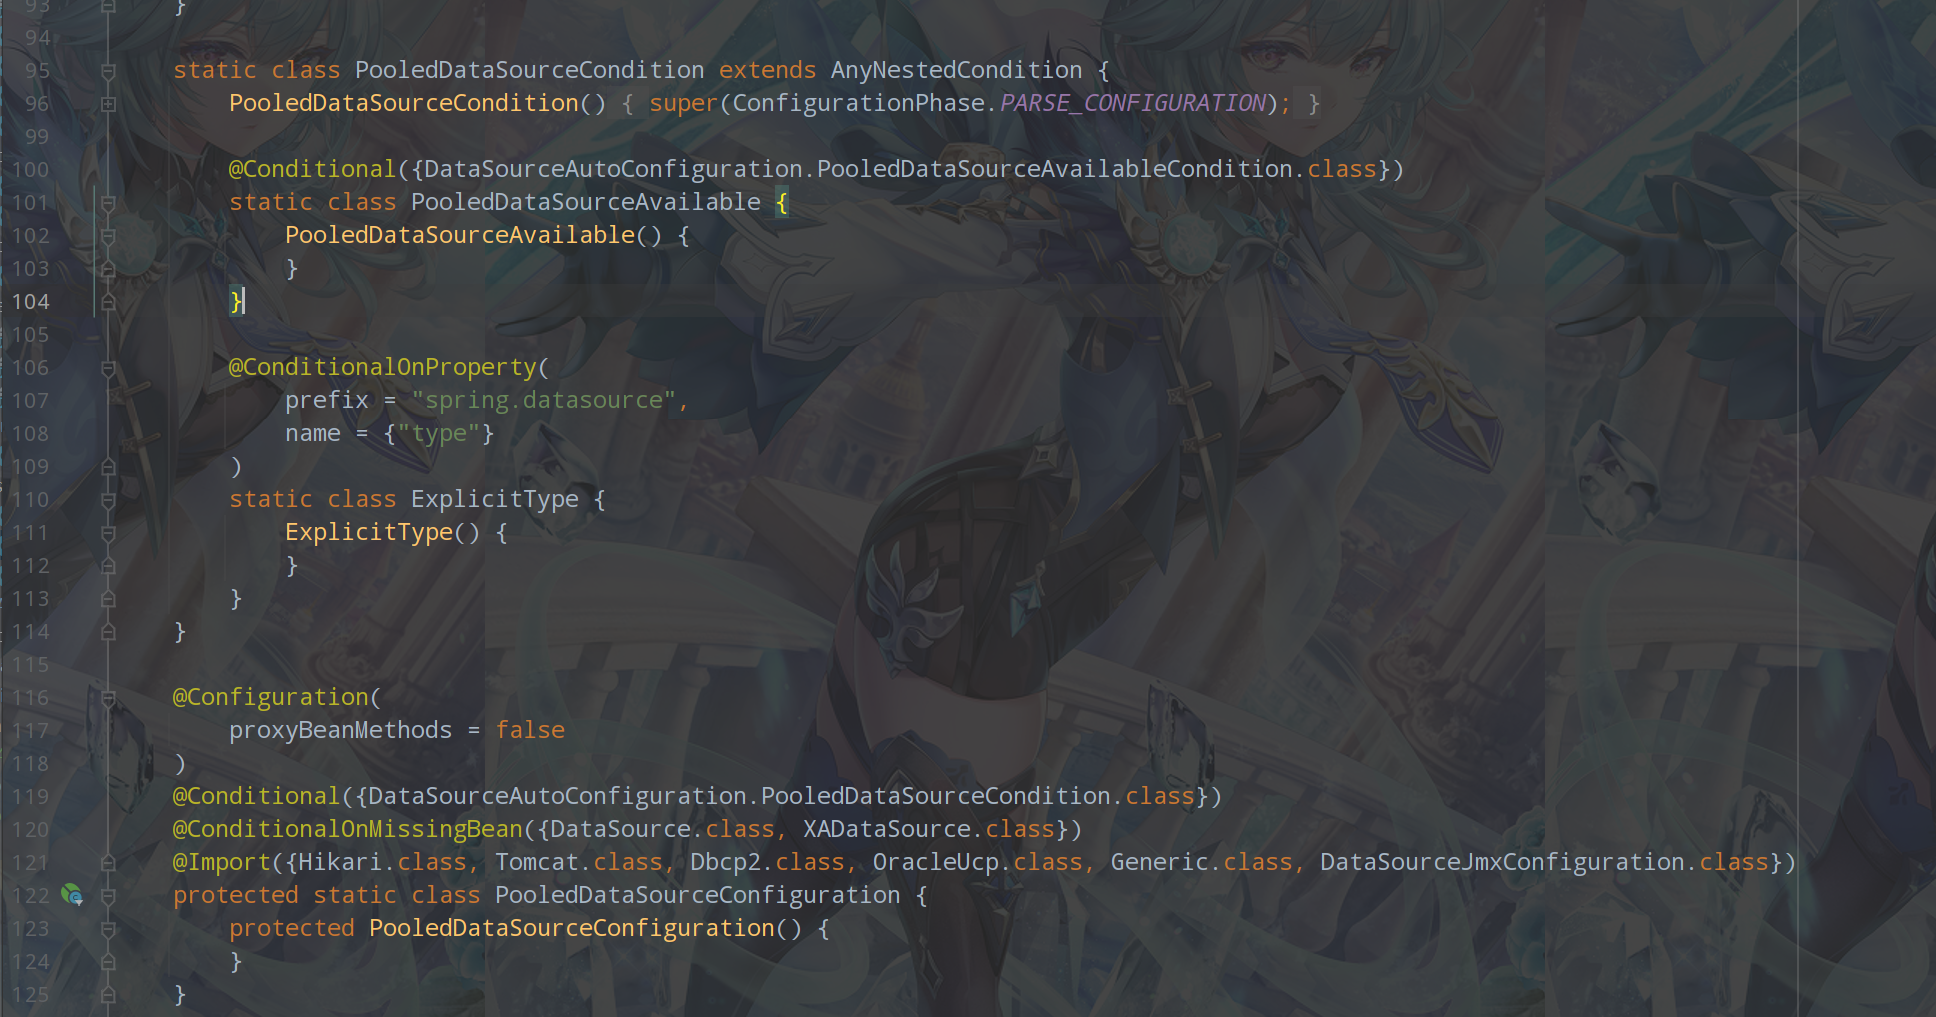 93 }
94
95 static class PooledDataSourceCondition extends AnyNestedCondition {
96 PooledDataSourceCondition() { super(ConfigurationPhase.PARSE_CONFIGURATION); }
99
100 @Conditional({DataSourceAutoConfiguration.PooledDataSourceAvailableCondition.class})
101 static class PooledDataSourceAvailable {
102 PooledDataSourceAvailable() {
103 }
104 }
105
106 @ConditionalOnProperty(
107 prefix = "spring.datasource",
108 name = {"type"}
109 )
110 static class ExplicitType {
111 ExplicitType() {
112 }
113 }
114 }
115
116 @Configuration(
117 proxyBeanMethods = false
118 )
119 @Conditional({DataSourceAutoConfiguration.PooledDataSourceCondition.class})
120 @ConditionalOnMissingBean({DataSource.class, XADataSource.class})
121 @Import({Hikari.class, Tomcat.class, Dbcp2.class, OracleUcp.class, Generic.class, DataSourceJmxConfiguration.class})
122 protected static class PooledDataSourceConfiguration {
123 protected PooledDataSourceConfiguration() {
124 }
125 }